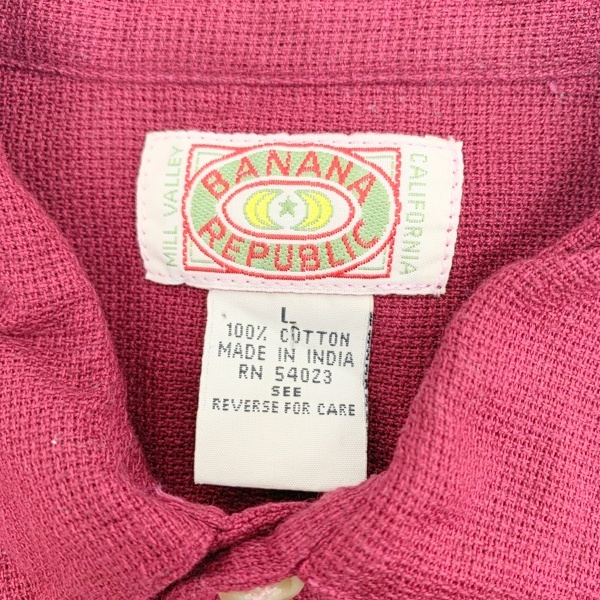 MILL VALLEY
BANANA
REPUBLIC
CALIFORNIA
L
100% COTTON
MADE IN INDIA
RN 54023
SEE
REVERSE FOR CARE